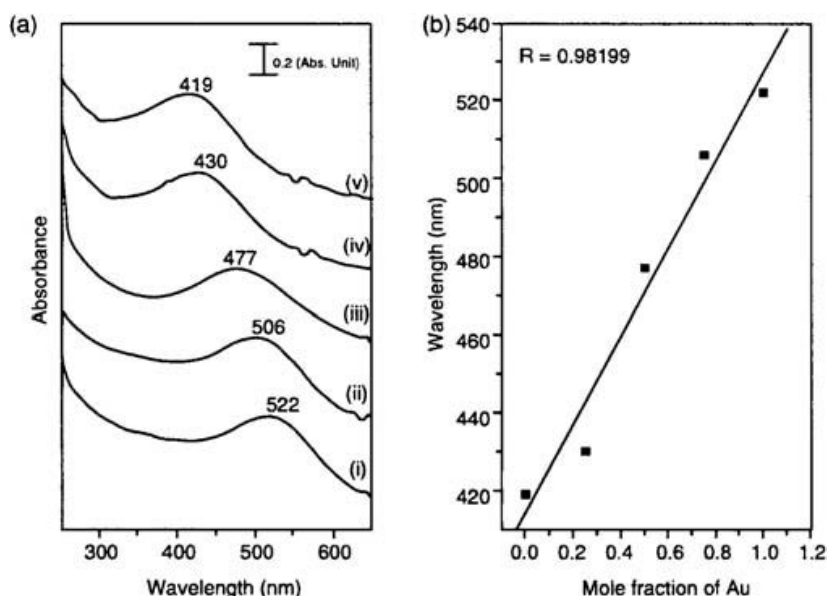 (a)
0.2 (Abs. Unit)
419
430
477
506
522
(v)
(iv)
(iii)
(ii)
(i)
Absorbance
300 400 500 600
Wavelength (nm)
(b)
R = 0.98199
540
520
500
480
460
440
420
Wavelength (nm)
0.0 0.2 0.4 0.6 0.8 1.0 1.2
Mole fraction of Au